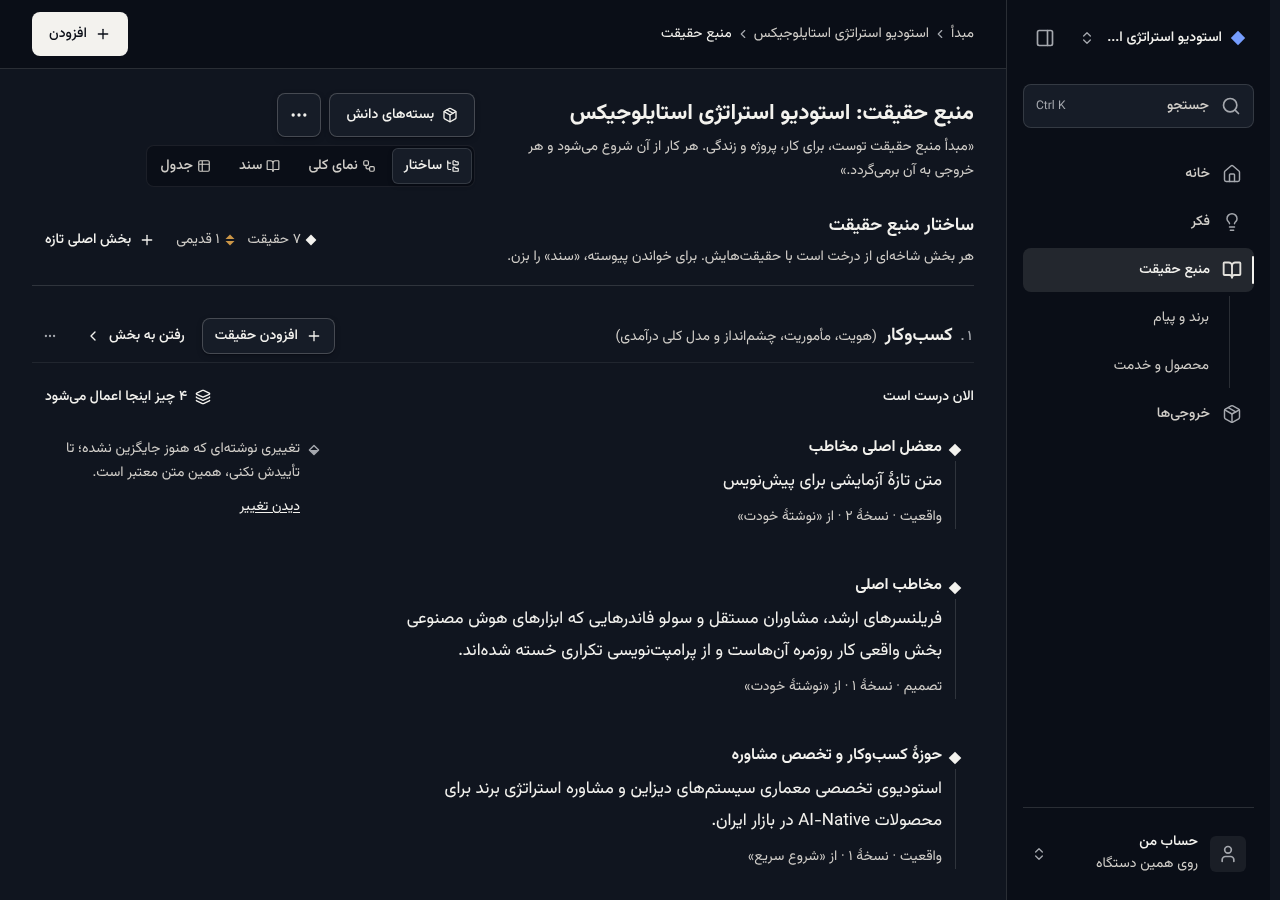 استودیو استراتژی ا...
جستجو
Ctrl K
خانه
فکر
منبع حقیقت
برند و پیام
محصول و خدمت
خروجی‌ها
حساب من
روی همین دستگاه
مبدأ › استودیو استراتژی استایلوجیکس › منبع حقیقت
افزودن
منبع حقیقت: استودیو استراتژی استایلوجیکس
«مبدأ منبع حقیقت توست، برای کار، پروژه و زندگی. هر کار از آن شروع می‌شود و هر
خروجی به آن برمی‌گردد.»
بسته‌های دانش
ساختار
نمای کلی
سند
جدول
ساختار منبع حقیقت
هر بخش شاخه‌ای از درخت است با حقیقت‌هایش. برای خواندن پیوسته، «سند» را بزن.
۷ حقیقت
۱ قدیمی
بخش اصلی تازه
۱. کسب‌وکار (هویت، مأموریت، چشم‌انداز و مدل کلی درآمدی)
افزودن حقیقت
رفتن به بخش
الان درست است
۴ چیز اینجا اعمال می‌شود
معضل اصلی مخاطب
متن تازهٔ آزمایشی برای پیش‌نویس
واقعیت · نسخهٔ ۲ · از «نوشتهٔ خودت»
تغییری نوشته‌ای که هنوز جایگزین نشده؛ تا
تأییدش نکنی، همین متن معتبر است.
دیدن تغییر
مخاطب اصلی
فریلنسرهای ارشد، مشاوران مستقل و سولو فاندرهایی که ابزارهای هوش مصنوعی
بخش واقعی کار روزمره آن‌هاست و از پرامپت‌نویسی تکراری خسته شده‌اند.
تصمیم · نسخهٔ ۱ · از «نوشتهٔ خودت»
حوزهٔ کسب‌وکار و تخصص مشاوره
استودیوی تخصصی معماری سیستم‌های دیزاین و مشاوره استراتژی برند برای
محصولات AI-Native در بازار ایران.
واقعیت · نسخهٔ ۱ · از «شروع سریع»